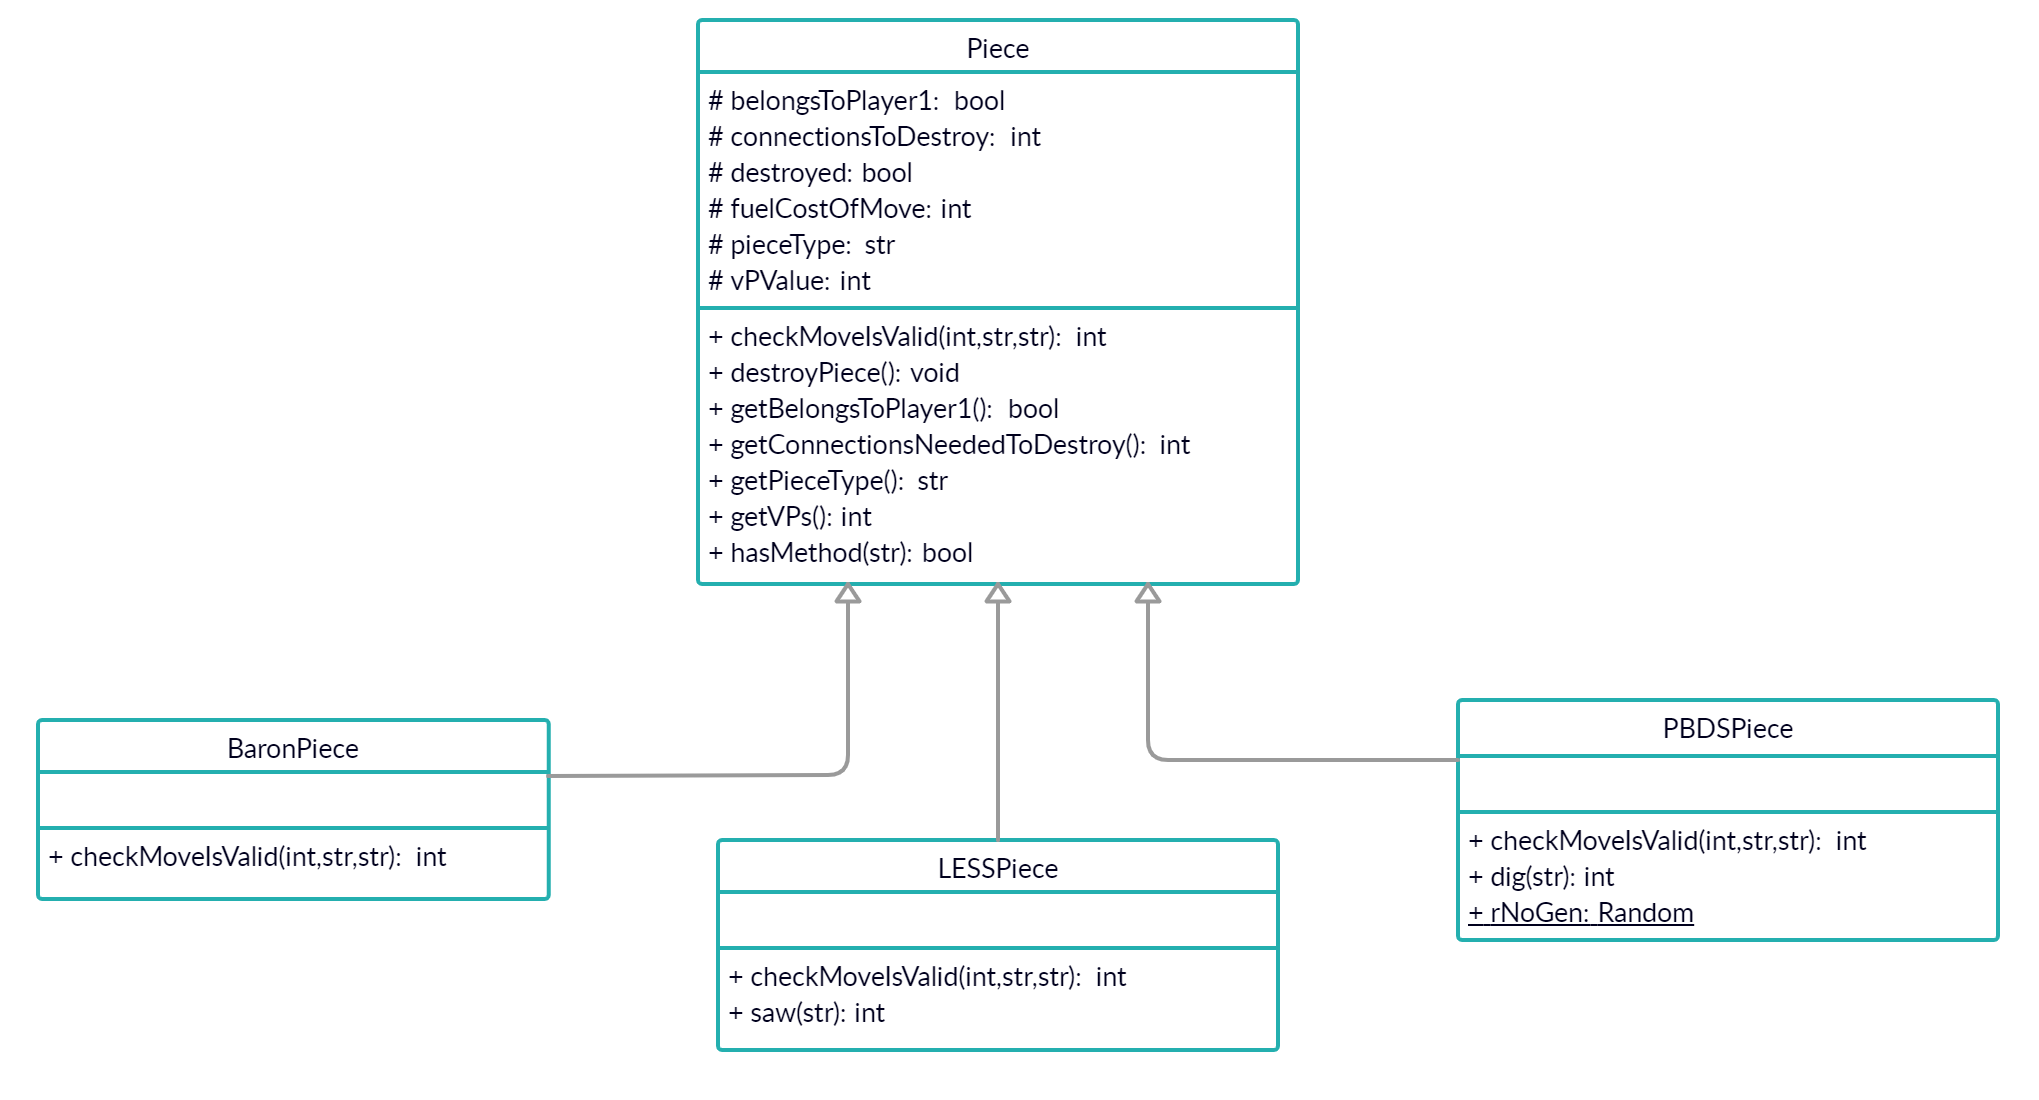 Piece
# belongsToPlayer1: bool
# connectionsToDestroy: int
# destroyed: bool
# fuelCostOfMove: int
# pieceType: str
# vPValue: int
+ checkMoveIsValid(int,str,str): int
+ destroyPiece(): void
+ getBelongsToPlayer1(): bool
+ getConnectionsNeededToDestroy(): int
+ getPieceType(): str
+ getVPs(): int
+ hasMethod(str): bool
BaronPiece
+ checkMoveIsValid(int,str,str): int
LESSPiece
+ checkMoveIsValid(int,str,str): int
+ saw(str): int
PBDSPiece
+ checkMoveIsValid(int,str,str): int
+ dig(str): int
+ rNoGen: Random